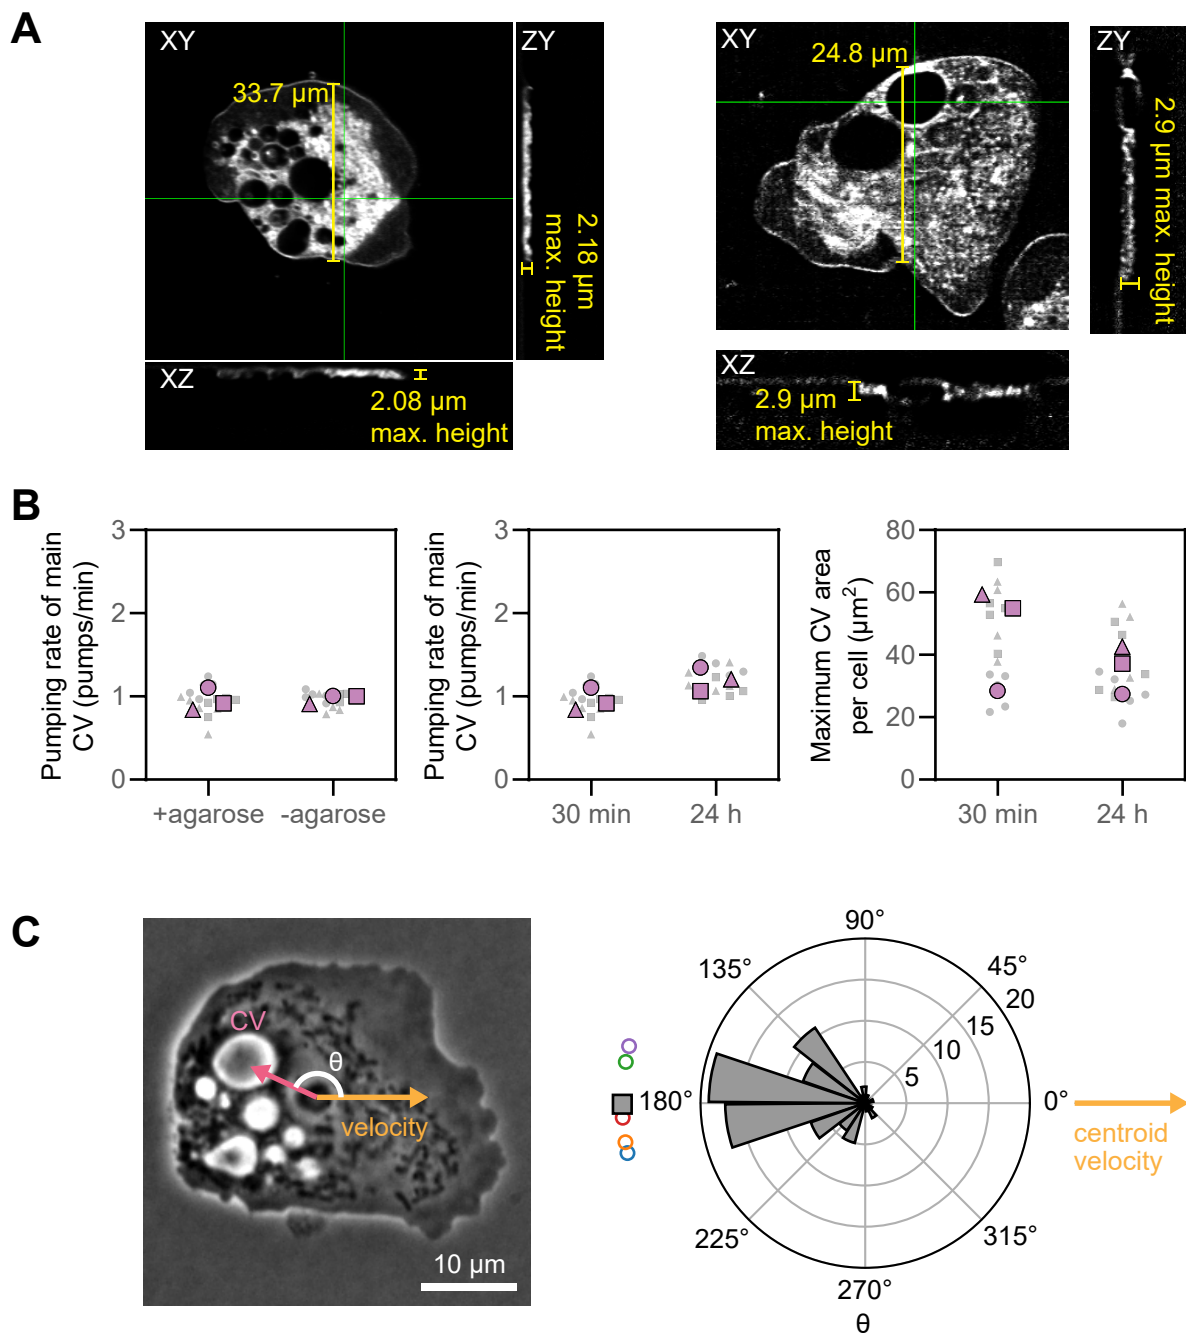 A
XY
33.7 µm
ZY
2.18 µm
max. height
XZ
2.08 µm
max. height
XY
24.8 µm
ZY
2.9 µm max. height
XZ
2.9 µm
max. height
B
Pumping rate of main
CV (pumps/min)
3
2
1
0
+agarose
-agarose
Pumping rate of main
CV (pumps/min)
3
2
1
0
30 min
24 h
Maximum CV area
per cell (µm²)
80
60
40
20
0
30 min
24 h
C
CV
θ
velocity
10 µm
90°
135°
45°
20
15
10
5
180°
0°
centroid
velocity
225°
315°
270°
θ